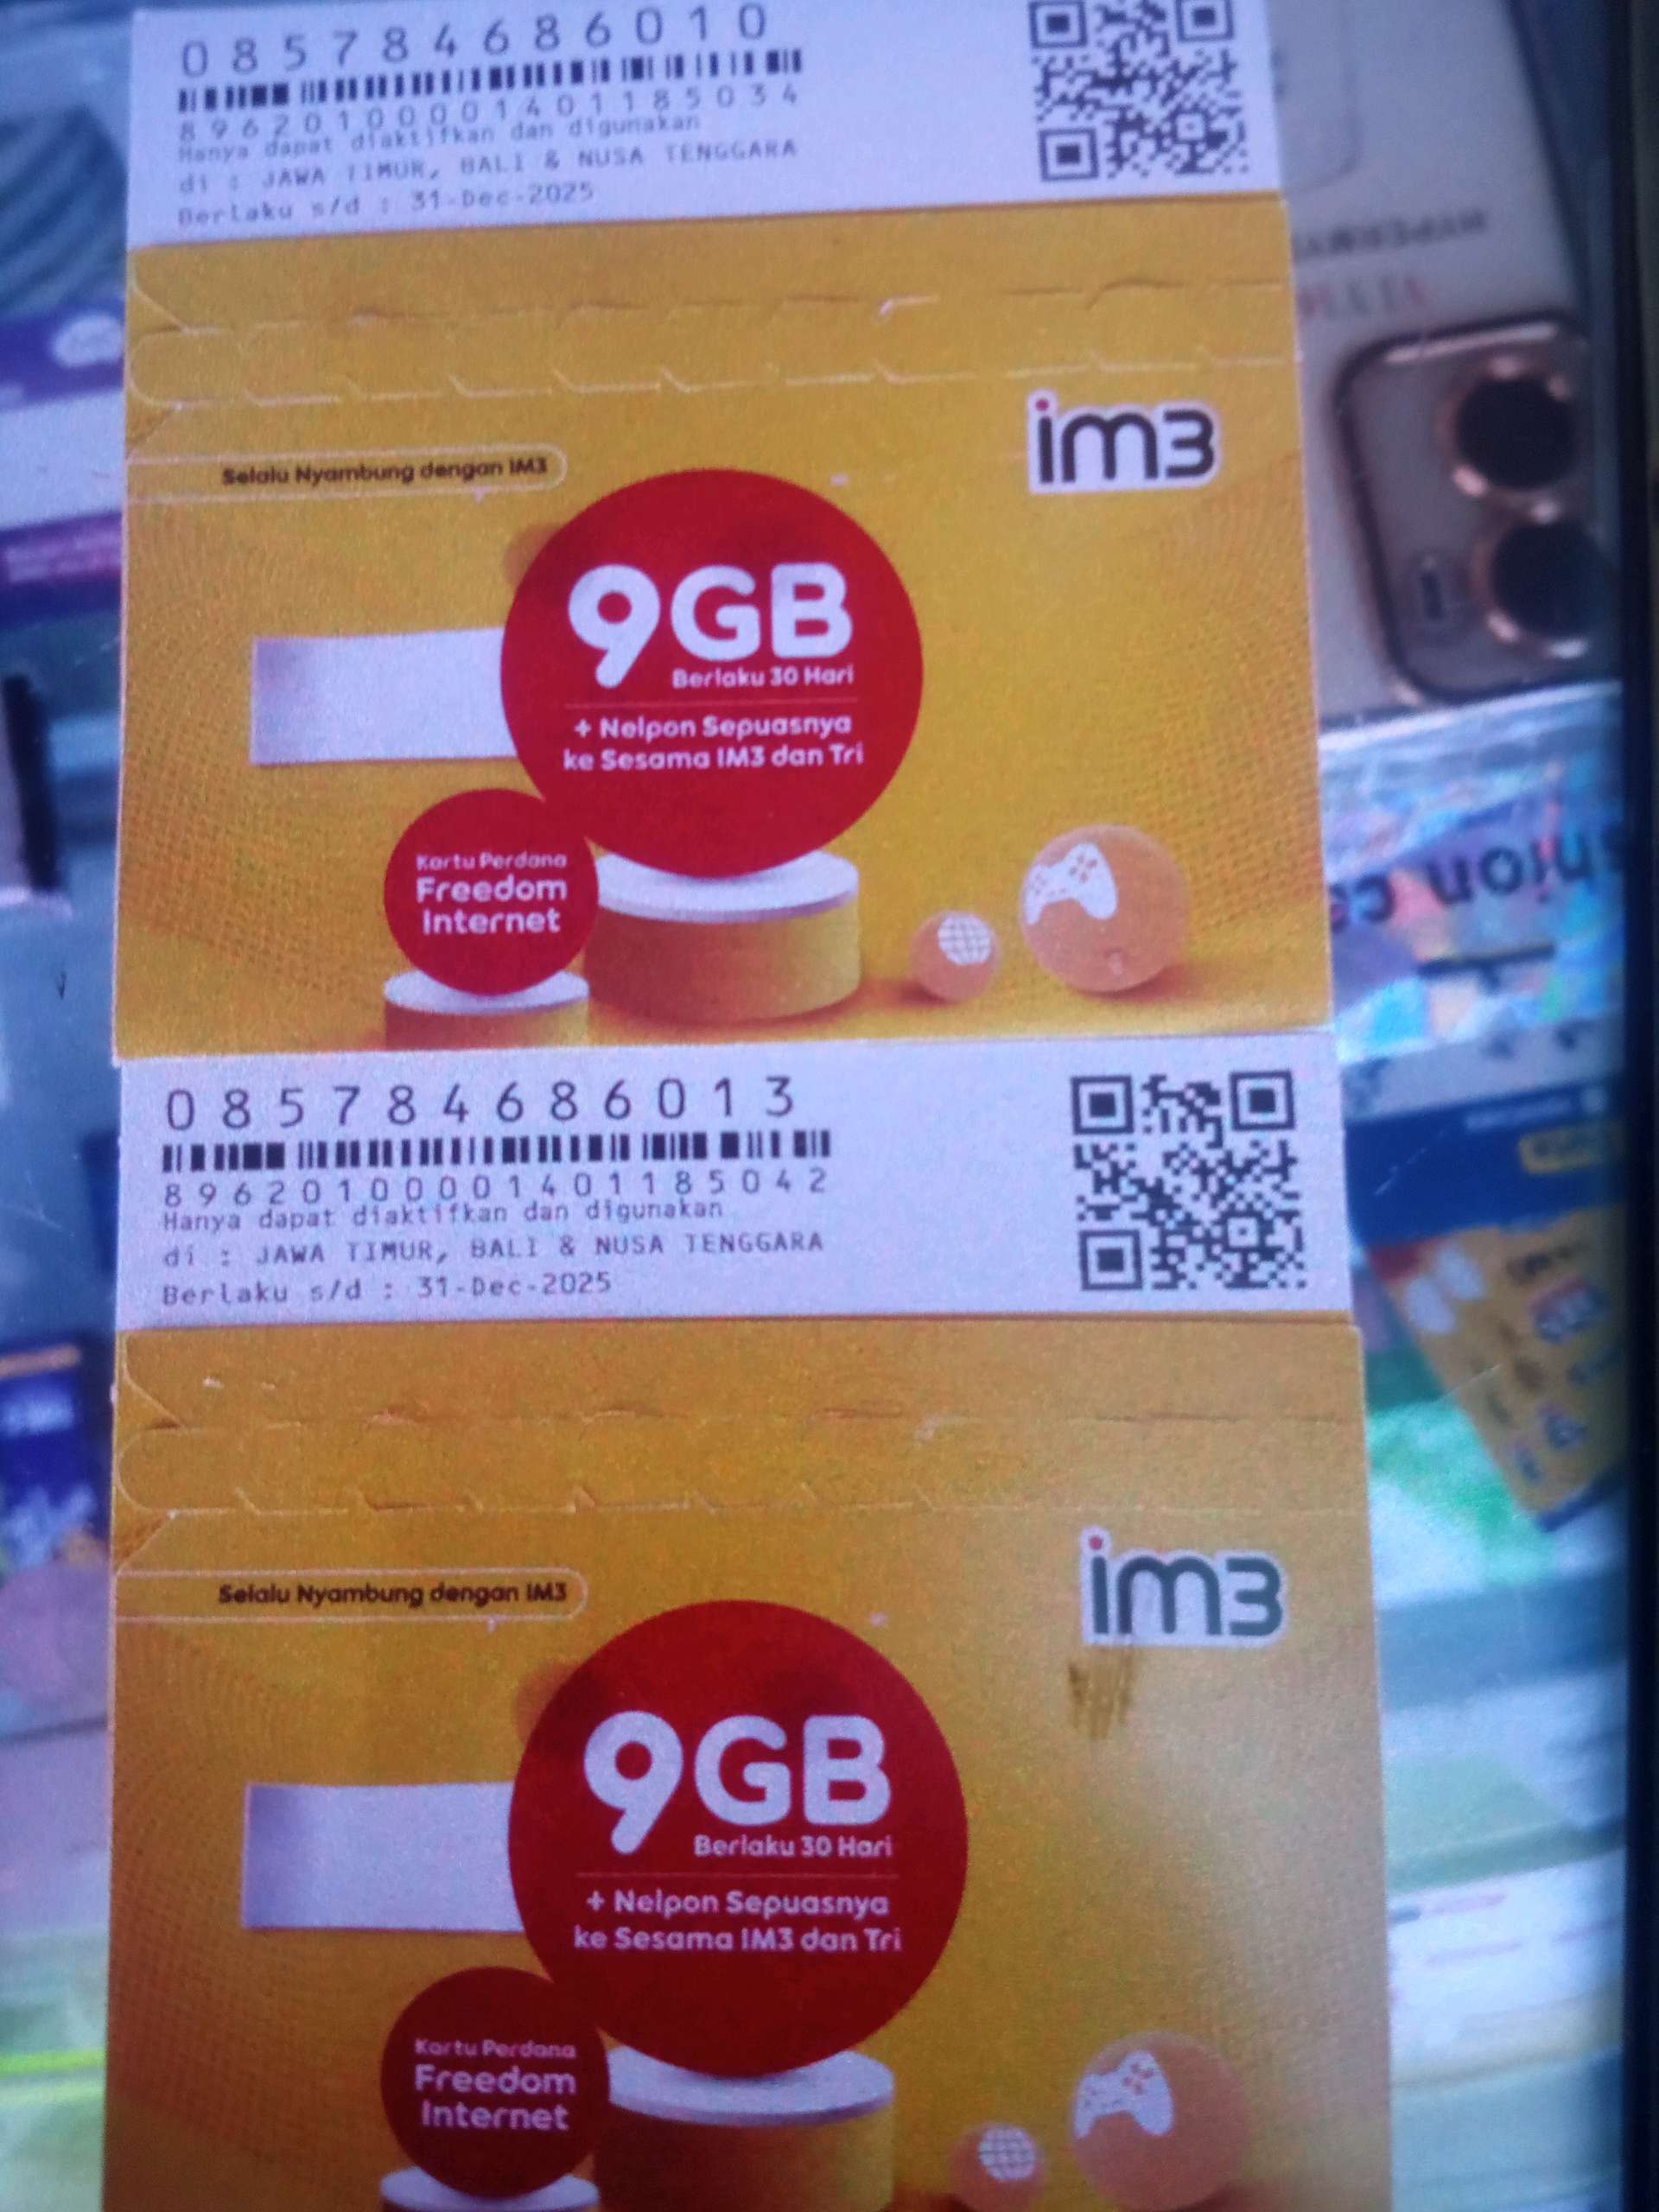 085784686010
89620100001401185034
Hanya dapat diaktifkan dan digunakan
di : JAWA TIMUR, BALI & NUSA TENGGARA
Berlaku s/d : 31-Dec-2025
im3
Selalu Nyambung dengan IM3
9GB
Berlaku 30 Hari
+ Nelpon Sepuasnya
ke Sesama IM3 dan Tri
Kartu Perdana
Freedom
Internet
085784686013
89620100001401185042
Hanya dapat diaktifkan dan digunakan
di : JAWA TIMUR, BALI & NUSA TENGGARA
Berlaku s/d : 31-Dec-2025
im3
Selalu Nyambung dengan IM3
9GB
Berlaku 30 Hari
+ Nelpon Sepuasnya
ke Sesama IM3 dan Tri
Kartu Perdana
Freedom
Internet